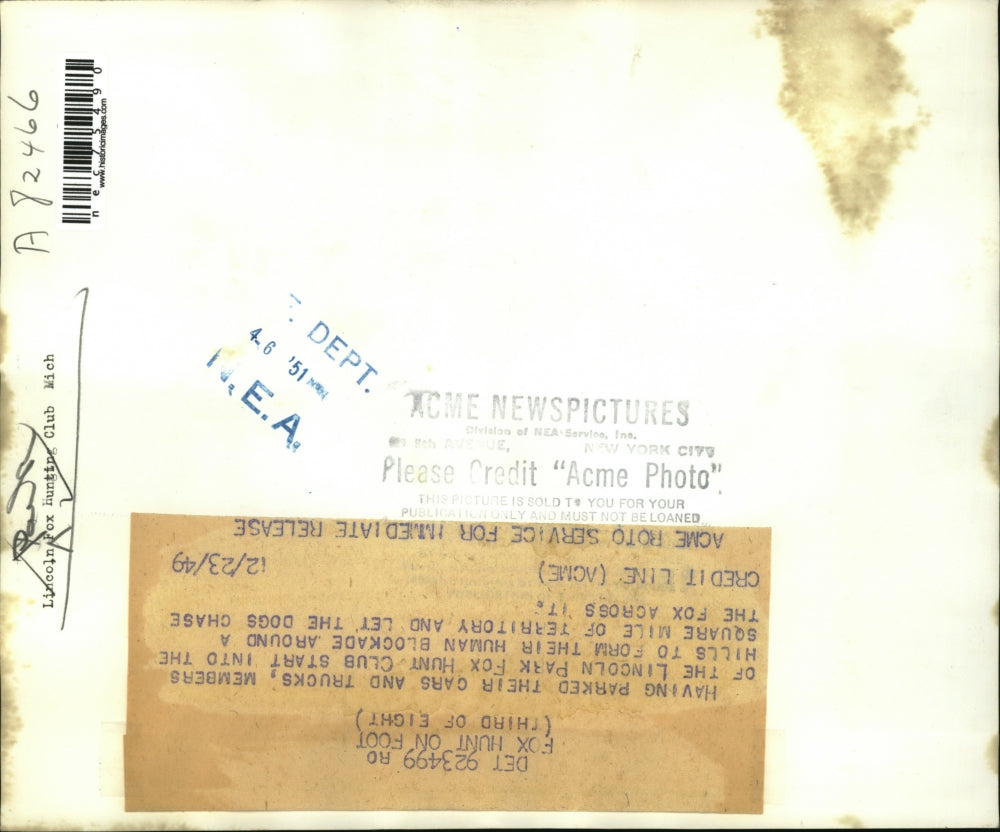 A 82466
nec75490
www.historicimages.com
Lincoln Fox Hunting Club Mich
DEPT.
4-6 '51
N.E.A.
ACME NEWSPICTURES
Division of NEA Service, Inc.
8th AVENUE, NEW YORK CITY
Please Credit "Acme Photo"
THIS PICTURE IS SOLD TO YOU FOR YOUR
PUBLICATION ONLY AND MUST NOT BE LOANED
DET 923499 RO
FOX HUNT ON FOOT
(THIRD OF EIGHT)
HAVING PARKED THEIR CARS AND TRUCKS, MEMBERS
OF THE LINCOLN PARK FOX HUNT CLUB START INTO THE
HILLS TO FORM THEIR HUMAN BLOCKADE AROUND A
SQUARE MILE OF TERRITORY AND LET THE DOGS CHASE
THE FOX ACROSS IT.
CREDIT LINE (ACME) 12/23/49
ACME ROTO SERVICE FOR IMMEDIATE RELEASE